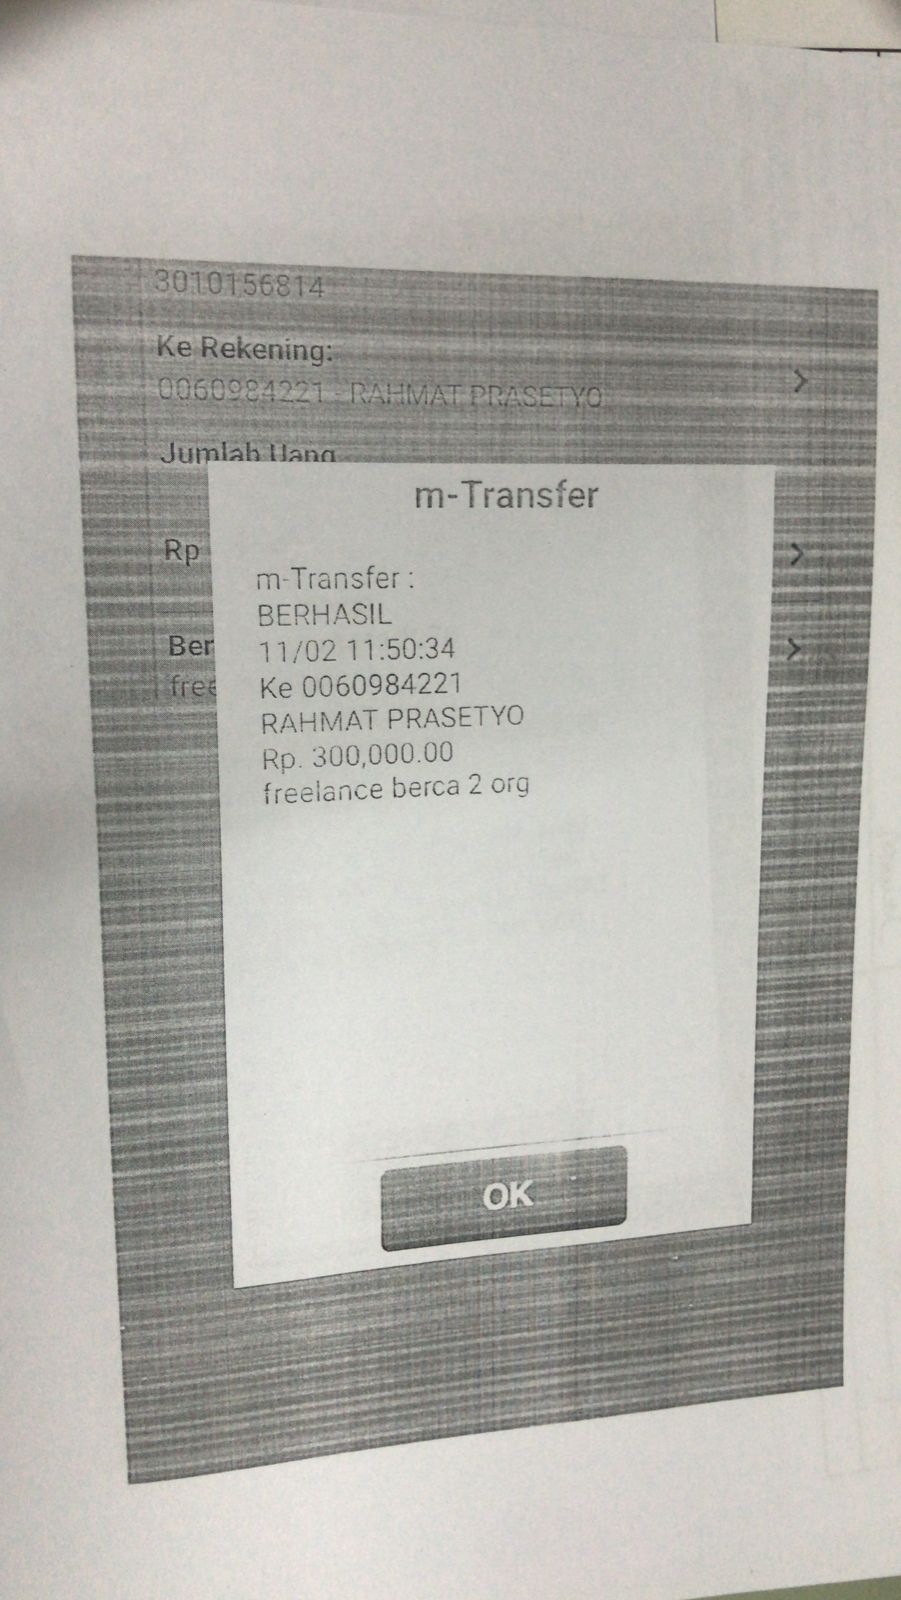 3010156814
Ke Rekening:
0060984221 - RAHMAT PRASETYO
Jumlah Uang
Rp
Ber
free
m-Transfer
m-Transfer :
BERHASIL
11/02 11:50:34
Ke 0060984221
RAHMAT PRASETYO
Rp. 300,000.00
freelance berca 2 org
OK